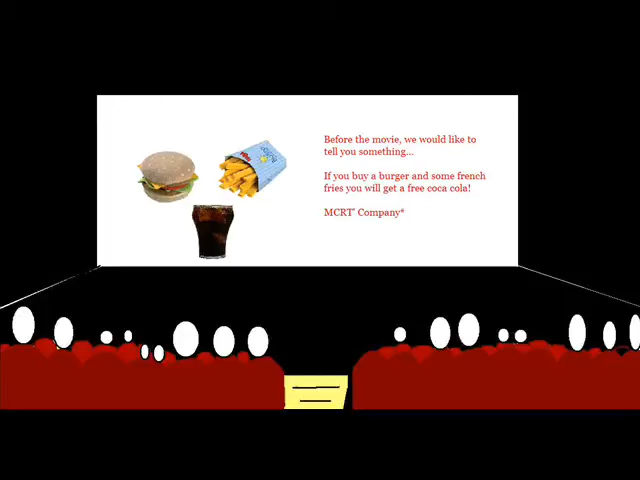 Before the movie, we would like to
tell you something...
If you buy a burger and some french
fries you will get a free coca cola!
MCRT' Company*